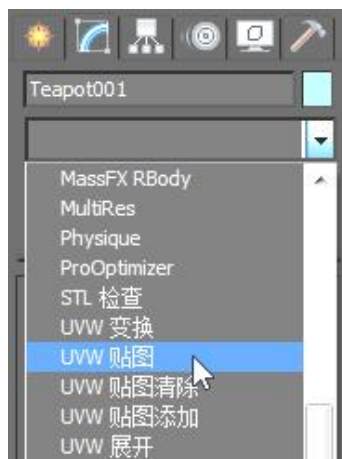 Teapot001
MassFX RBody
MultiRes
Physique
ProOptimizer
STL 检查
UVW 变换
UVW 贴图
UVW 贴图清除
UVW 贴图添加
UVW 展开